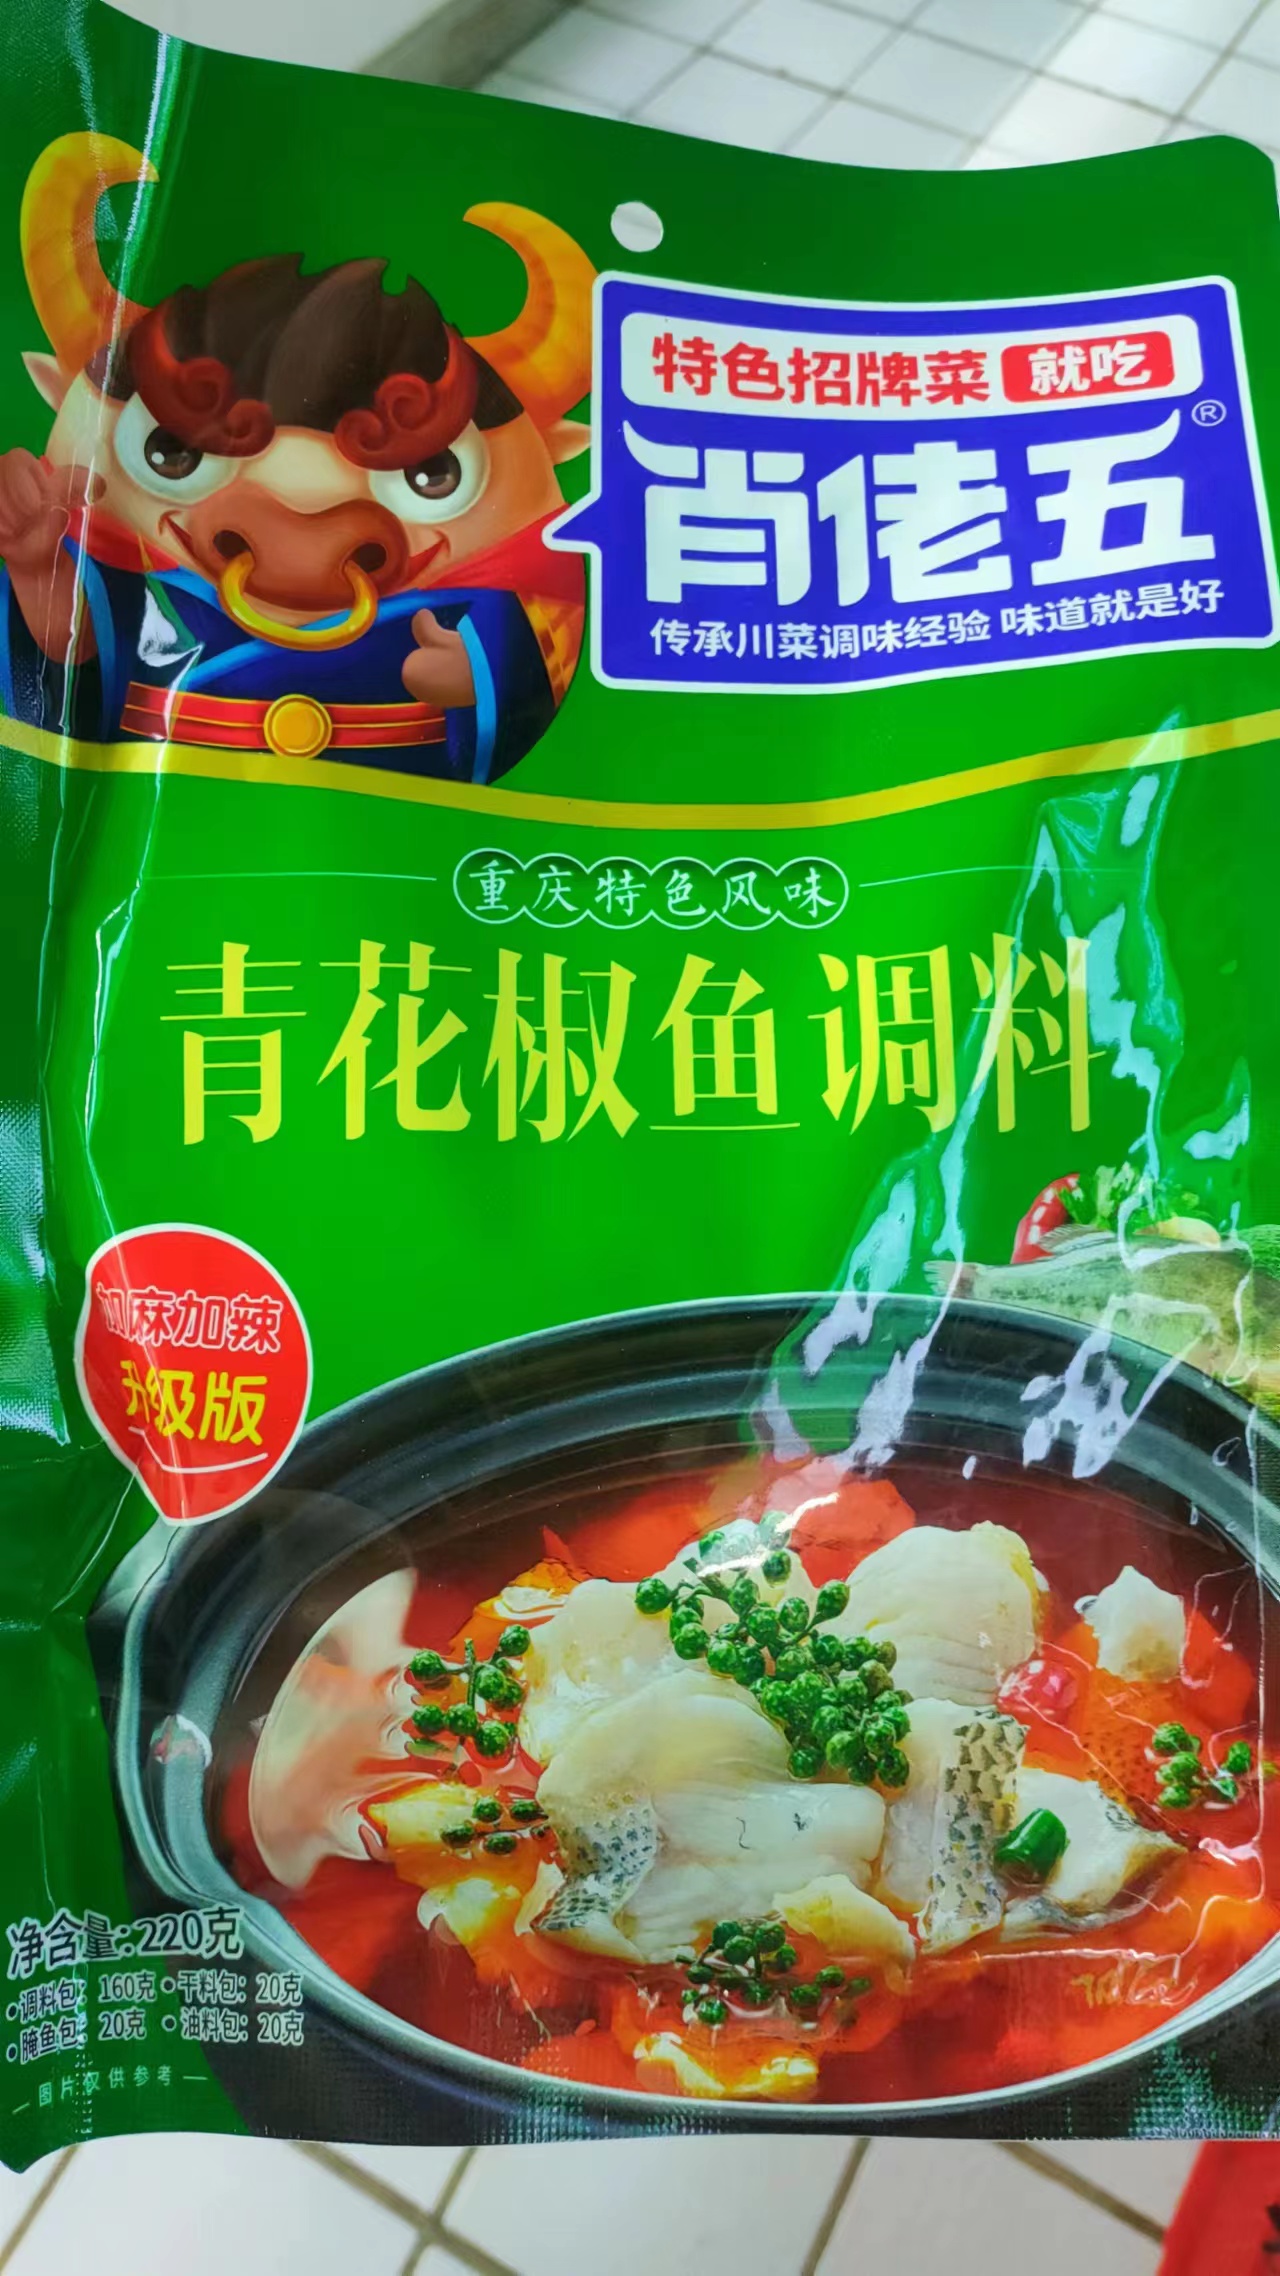 特色招牌菜 就吃
肖佬五®
传承川菜调味经验 味道就是好
重庆特色风味
青花椒鱼调料
加麻加辣
升级版
净含量:220克
•调料包: 160克 •干料包: 20克
•腌鱼包: 20克 •油料包: 20克
—图片仅供参考—